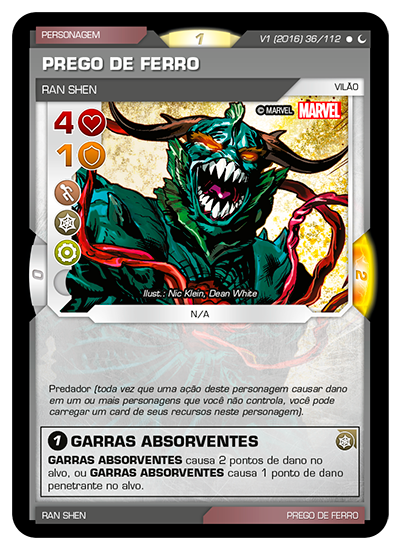 PERSONAGEM
1
V1 (2016) 36/112
PREGO DE FERRO
RAN SHEN
VILÃO
© MARVEL MARVEL
4
1
0
2
Ilust.: Nic Klein, Dean White
N/A
Predador (toda vez que uma ação deste personagem causar dano
em um ou mais personagens que você não controla, você pode
carregar um card de seus recursos neste personagem).
1 GARRAS ABSORVENTES
GARRAS ABSORVENTES causa 2 pontos de dano no
alvo, ou GARRAS ABSORVENTES causa 1 ponto de dano
penetrante no alvo.
RAN SHEN
PREGO DE FERRO